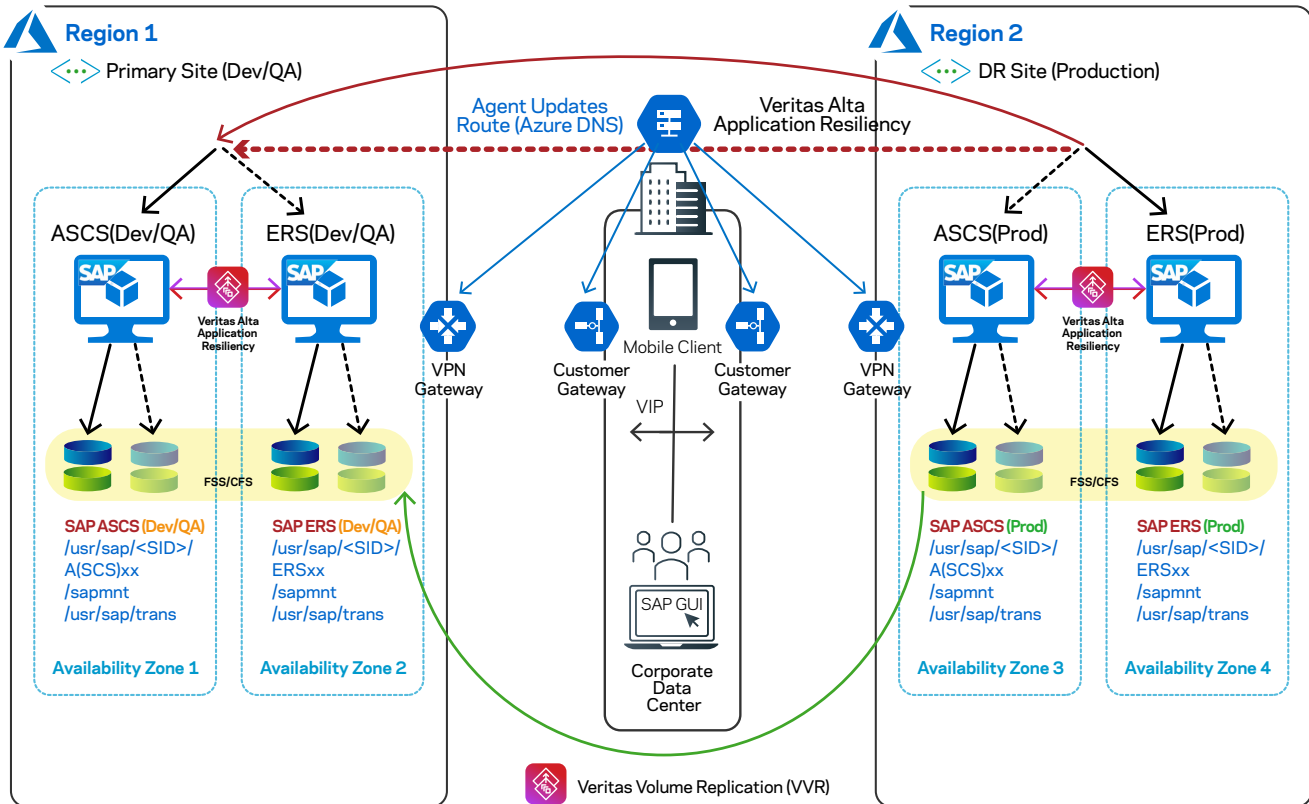 Region 1
Primary Site (Dev/QA)
Region 2
DR Site (Production)
Agent Updates
Route (Azure DNS)
Veritas Alta
Application Resiliency
ASCS(Dev/QA)
ERS(Dev/QA)
ASCS(Prod)
ERS(Prod)
SAP
SAP
SAP
SAP
Veritas Alta
Application
Resiliency
Veritas Alta
Application
Resiliency
VPN
Gateway
Customer
Gateway
Mobile Client
Customer
Gateway
VPN
Gateway
VIP
FSS/CFS
FSS/CFS
SAP ASCS (Dev/QA)
/usr/sap/<SID>/
A(SCS)xx
/sapmnt
/usr/sap/trans
SAP ERS (Dev/QA)
/usr/sap/<SID>/
ERSxx
/sapmnt
/usr/sap/trans
SAP GUI
SAP ASCS (Prod)
/usr/sap/<SID>/
A(SCS)xx
/sapmnt
/usr/sap/trans
SAP ERS (Prod)
/usr/sap/<SID>/
ERSxx
/sapmnt
/usr/sap/trans
Availability Zone 1
Availability Zone 2
Corporate
Data
Center
Availability Zone 3
Availability Zone 4
Veritas Volume Replication (VVR)